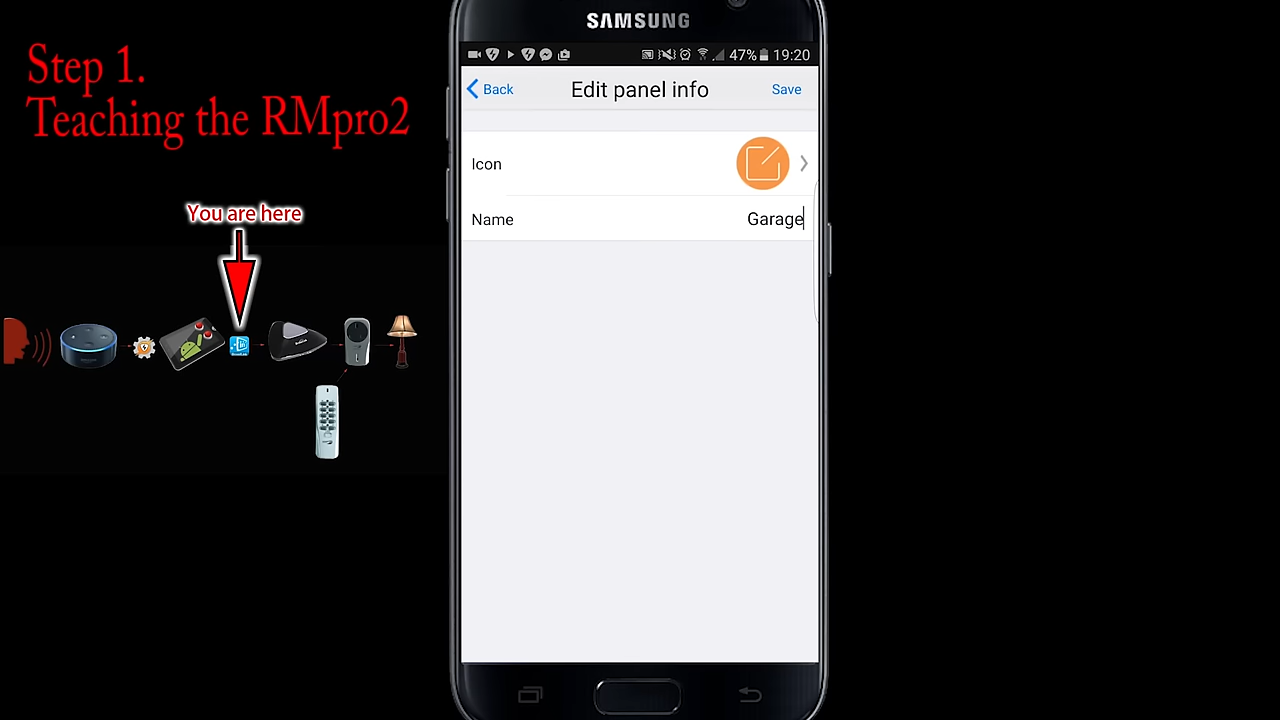 Step 1.
Teaching the RMpro2
You are here
SAMSUNG
47% 19:20
Back
Edit panel info
Save
Icon
Name
Garage